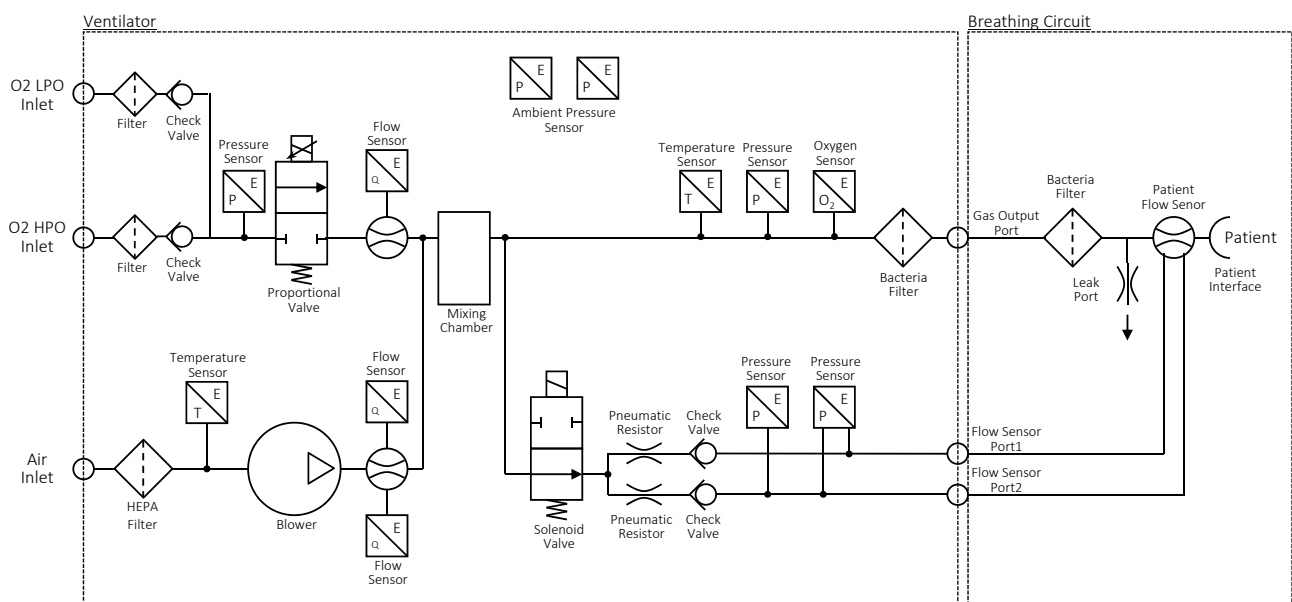 Ventilator
Breathing Circuit
O2 LPO
Inlet
Filter
Check
Valve
E
P
E
P
Ambient Pressure
Sensor
Pressure
Sensor
E
P
Flow
Sensor
E
Q
Temperature
Sensor
E
T
Pressure
Sensor
E
P
Oxygen
Sensor
E
O2
O2 HPO
Inlet
Filter
Check
Valve
Proportional
Valve
Mixing
Chamber
Bacteria
Filter
Gas Output
Port
Bacteria
Filter
Patient
Flow Senor
Patient
Leak
Port
Patient
Interface
Temperature
Sensor
E
T
Flow
Sensor
E
Q
Air
Inlet
HEPA
Filter
Blower
E
Q
Flow
Sensor
Solenoid
Valve
Pneumatic
Resistor
Check
Valve
Pressure
Sensor
E
P
Pressure
Sensor
E
P
Flow Sensor
Port1
Flow Sensor
Port2
Pneumatic
Resistor
Check
Valve